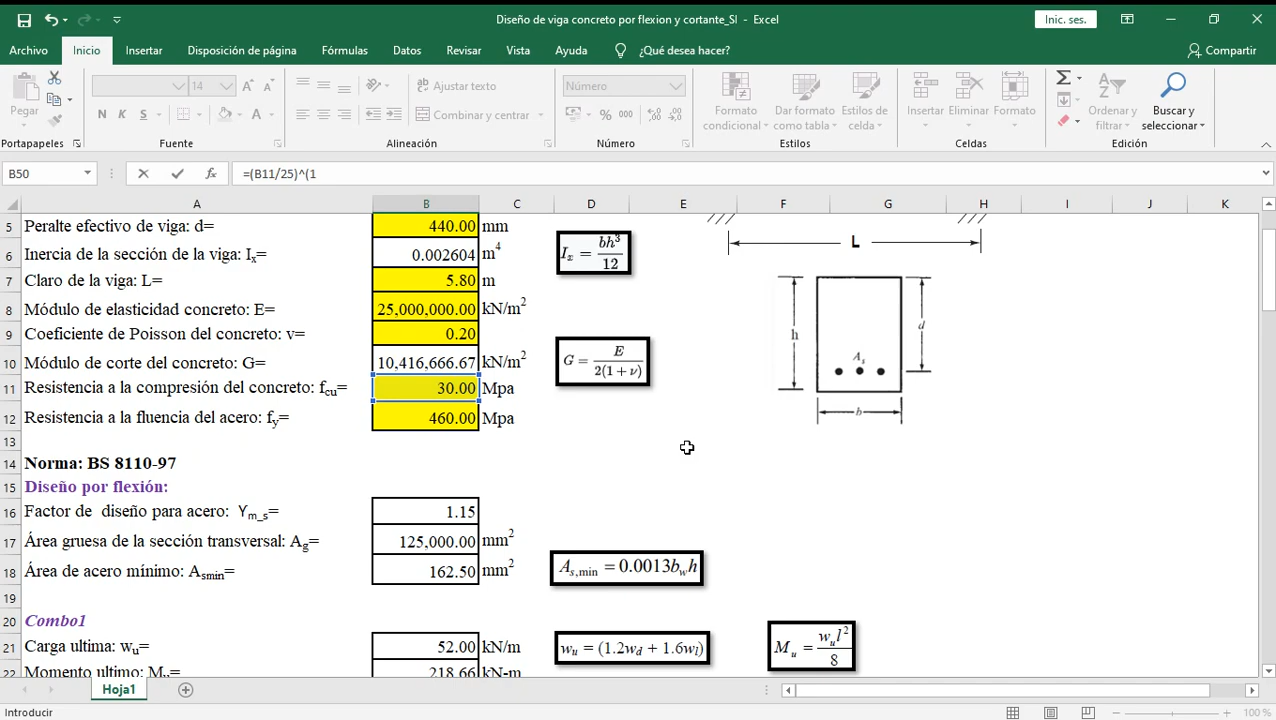 Diseño de viga concreto por flexion y cortante_SI - Excel
Inic. ses.
Archivo Inicio Insertar Disposición de página Fórmulas Datos Revisar Vista Ayuda ¿Qué desea hacer? Compartir
Pegar
14
Ajustar texto
Número
N K S
Combinar y centrar
% 000
Formato condicional
Dar formato como tabla
Estilos de celda
Insertar Eliminar Formato
Ordenar y filtrar
Buscar y seleccionar
Portapapeles Fuente Alineación Número Estilos Celdas Edición
B50 fx =(B11/25)^(1
A B C D E F G H I J K
5 Peralte efectivo de viga: d= 440.00 mm
6 Inercia de la sección de la viga: Ix= 0.002604 m4
Ix = bh3/12
L
7 Claro de la viga: L= 5.80 m
8 Módulo de elasticidad concreto: E= 25,000,000.00 kN/m2
9 Coeficiente de Poisson del concreto: v= 0.20
10 Módulo de corte del concreto: G= 10,416,666.67 kN/m2
G = E/2(1+ν)
h d As b
11 Resistencia a la compresión del concreto: fcu= 30.00 Mpa
12 Resistencia a la fluencia del acero: fy= 460.00 Mpa
13
14 Norma: BS 8110-97
15 Diseño por flexión:
16 Factor de diseño para acero: Ym_s= 1.15
17 Área gruesa de la sección transversal: Ag= 125,000.00 mm2
18 Área de acero mínimo: Asmin= 162.50 mm2
As,min = 0.0013bwh
19
20 Combo1
21 Carga ultima: wu= 52.00 kN/m
wu = (1.2wd + 1.6wl)
Mu = wul2/8
22 Momento ultimo: Mu= 218.66 kN-m
Hoja1
Introducir
100 %